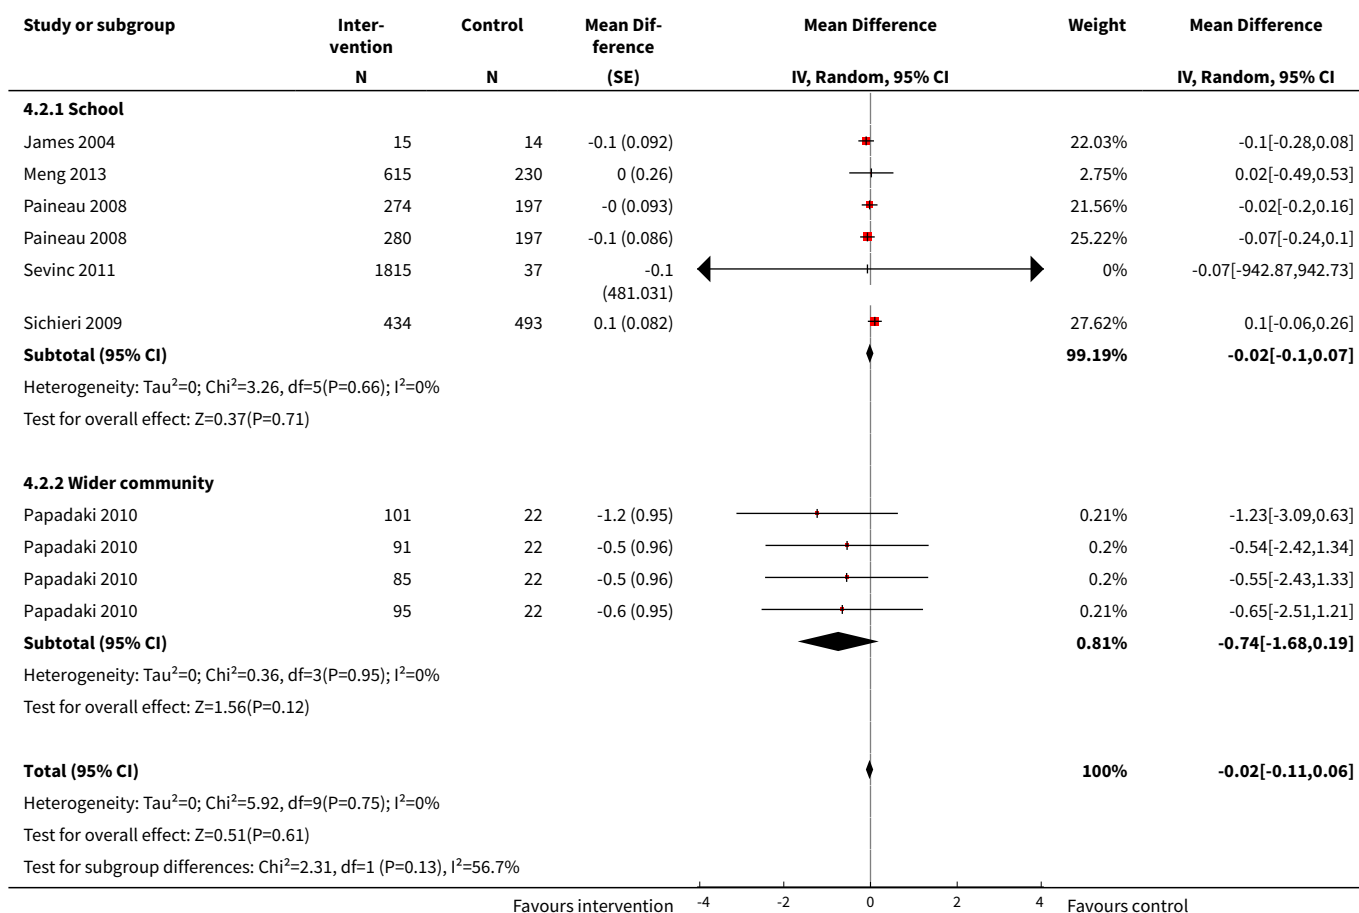 Study or subgroup Inter- Control Mean Dif- Mean Difference Weight Mean Difference
vention ference
N N (SE) IV, Random, 95% CI IV, Random, 95% CI
4.2.1 School
James 2004 15 14 -0.1 (0.092) 22.03% -0.1[-0.28,0.08]
Meng 2013 615 230 0 (0.26) 2.75% 0.02[-0.49,0.53]
Paineau 2008 274 197 -0 (0.093) 21.56% -0.02[-0.2,0.16]
Paineau 2008 280 197 -0.1 (0.086) 25.22% -0.07[-0.24,0.1]
Sevinc 2011 1815 37 -0.1 0% -0.07[-942.87,942.73]
(481.031)
Sichieri 2009 434 493 0.1 (0.082) 27.62% 0.1[-0.06,0.26]
Subtotal (95% CI) 99.19% -0.02[-0.1,0.07]
Heterogeneity: Tau²=0; Chi²=3.26, df=5(P=0.66); I²=0%
Test for overall effect: Z=0.37(P=0.71)
4.2.2 Wider community
Papadaki 2010 101 22 -1.2 (0.95) 0.21% -1.23[-3.09,0.63]
Papadaki 2010 91 22 -0.5 (0.96) 0.2% -0.54[-2.42,1.34]
Papadaki 2010 85 22 -0.5 (0.96) 0.2% -0.55[-2.43,1.33]
Papadaki 2010 95 22 -0.6 (0.95) 0.21% -0.65[-2.51,1.21]
Subtotal (95% CI) 0.81% -0.74[-1.68,0.19]
Heterogeneity: Tau²=0; Chi²=0.36, df=3(P=0.95); I²=0%
Test for overall effect: Z=1.56(P=0.12)
Total (95% CI) 100% -0.02[-0.11,0.06]
Heterogeneity: Tau²=0; Chi²=5.92, df=9(P=0.75); I²=0%
Test for overall effect: Z=0.51(P=0.61)
Test for subgroup differences: Chi²=2.31, df=1 (P=0.13), I²=56.7%
Favours intervention -4 -2 0 2 4 Favours control